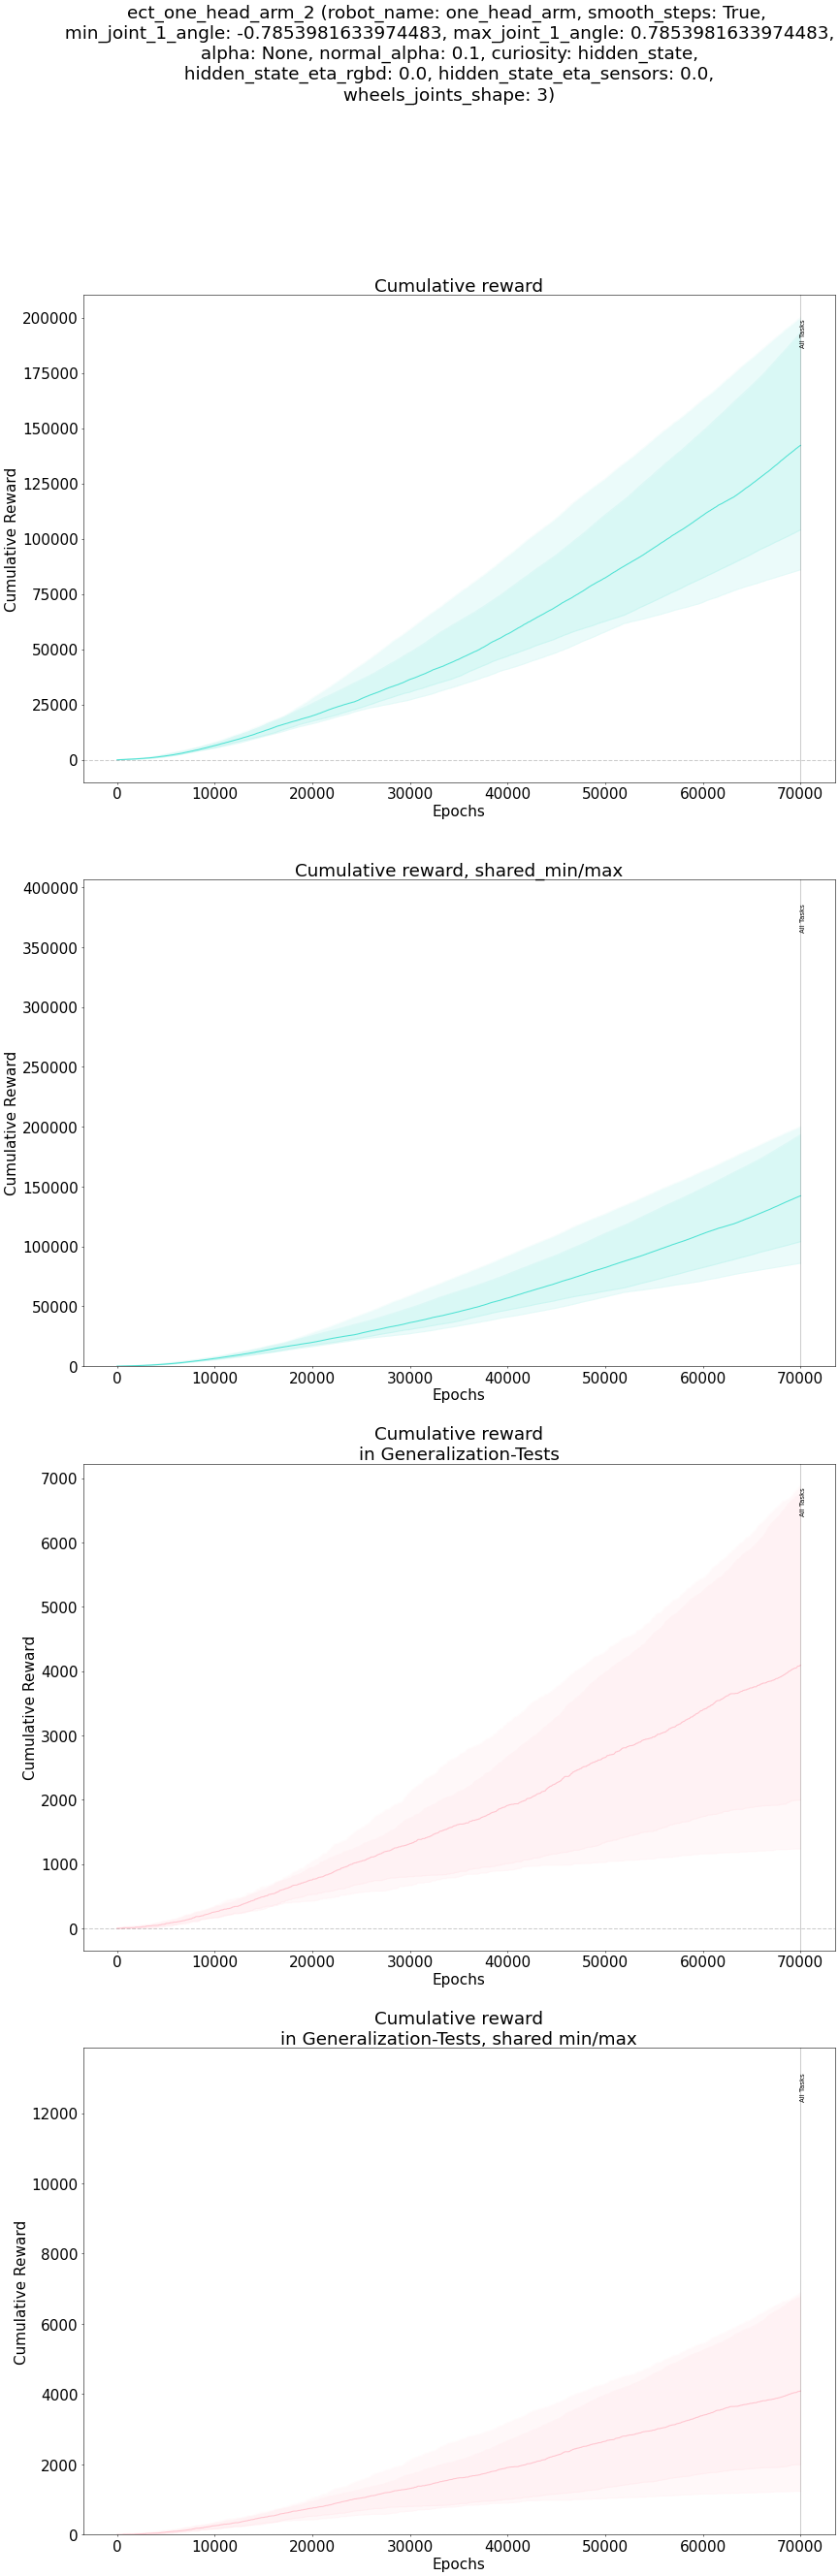 ect_one_head_arm_2 (robot_name: one_head_arm, smooth_steps: True,
min_joint_1_angle: -0.7853981633974483, max_joint_1_angle: 0.7853981633974483,
alpha: None, normal_alpha: 0.1, curiosity: hidden_state,
hidden_state_eta_rgbd: 0.0, hidden_state_eta_sensors: 0.0,
wheels_joints_shape: 3)
Cumulative reward
200000
175000
150000
125000
100000
75000
50000
25000
0
Cumulative Reward
All Tasks
0 10000 20000 30000 40000 50000 60000 70000
Epochs
Cumulative reward, shared_min/max
400000
350000
300000
250000
200000
150000
100000
50000
0
Cumulative Reward
All Tasks
0 10000 20000 30000 40000 50000 60000 70000
Epochs
Cumulative reward
in Generalization-Tests
7000
6000
5000
4000
3000
2000
1000
0
Cumulative Reward
All Tasks
0 10000 20000 30000 40000 50000 60000 70000
Epochs
Cumulative reward
in Generalization-Tests, shared min/max
12000
10000
8000
6000
4000
2000
0
Cumulative Reward
All Tasks
0 10000 20000 30000 40000 50000 60000 70000
Epochs